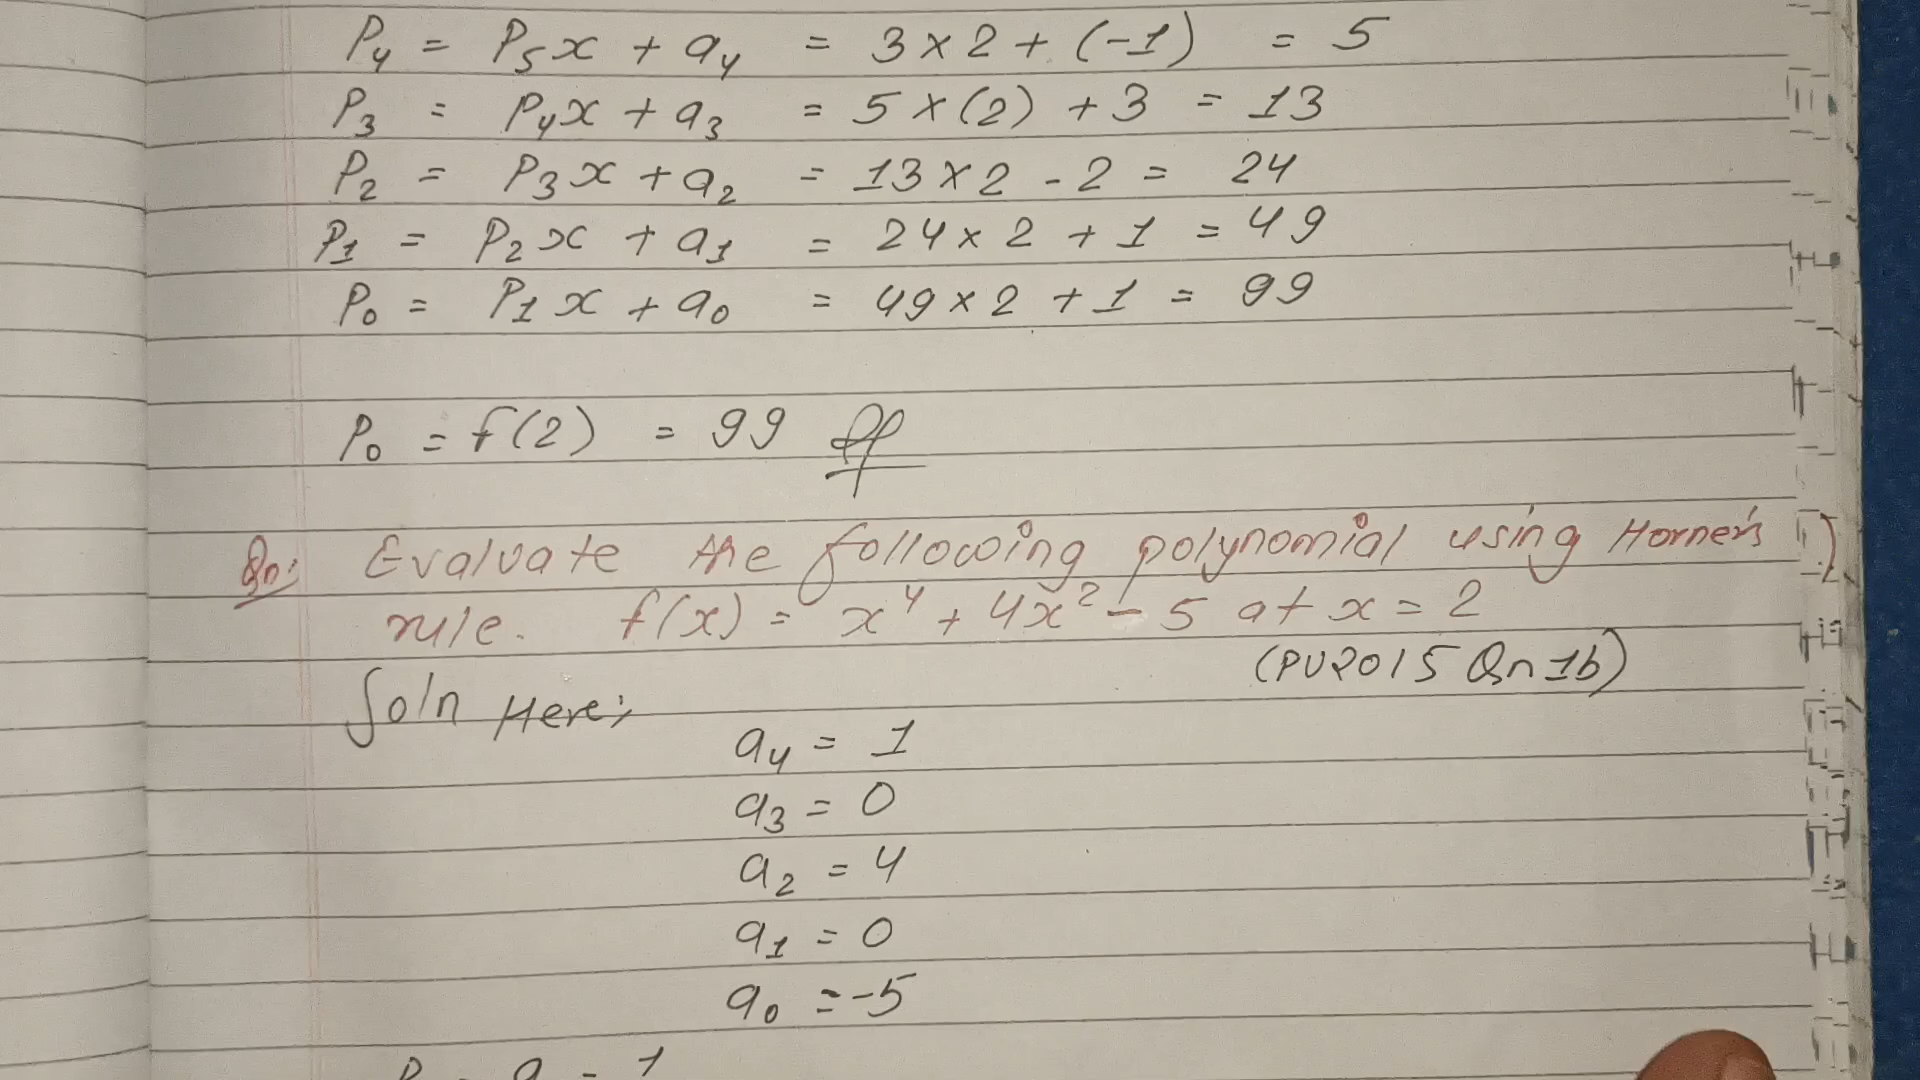 P₄ = P₅x + a₄ = 3 × 2 + (-1) = 5
P₃ = P₄x + a₃ = 5 × (2) + 3 = 13
P₂ = P₃x + a₂ = 13 × 2 - 2 = 24
P₁ = P₂x + a₁ = 24 × 2 + 1 = 49
P₀ = P₁x + a₀ = 49 × 2 + 1 = 99
P₀ = f(2) = 99
Qn: Evaluate the following polynomial using Horner's
rule. f(x) = x⁴ + 4x² - 5 at x = 2
(PU2015 Qn 1b)
Soln Here;
a₄ = 1
a₃ = 0
a₂ = 4
a₁ = 0
a₀ = -5